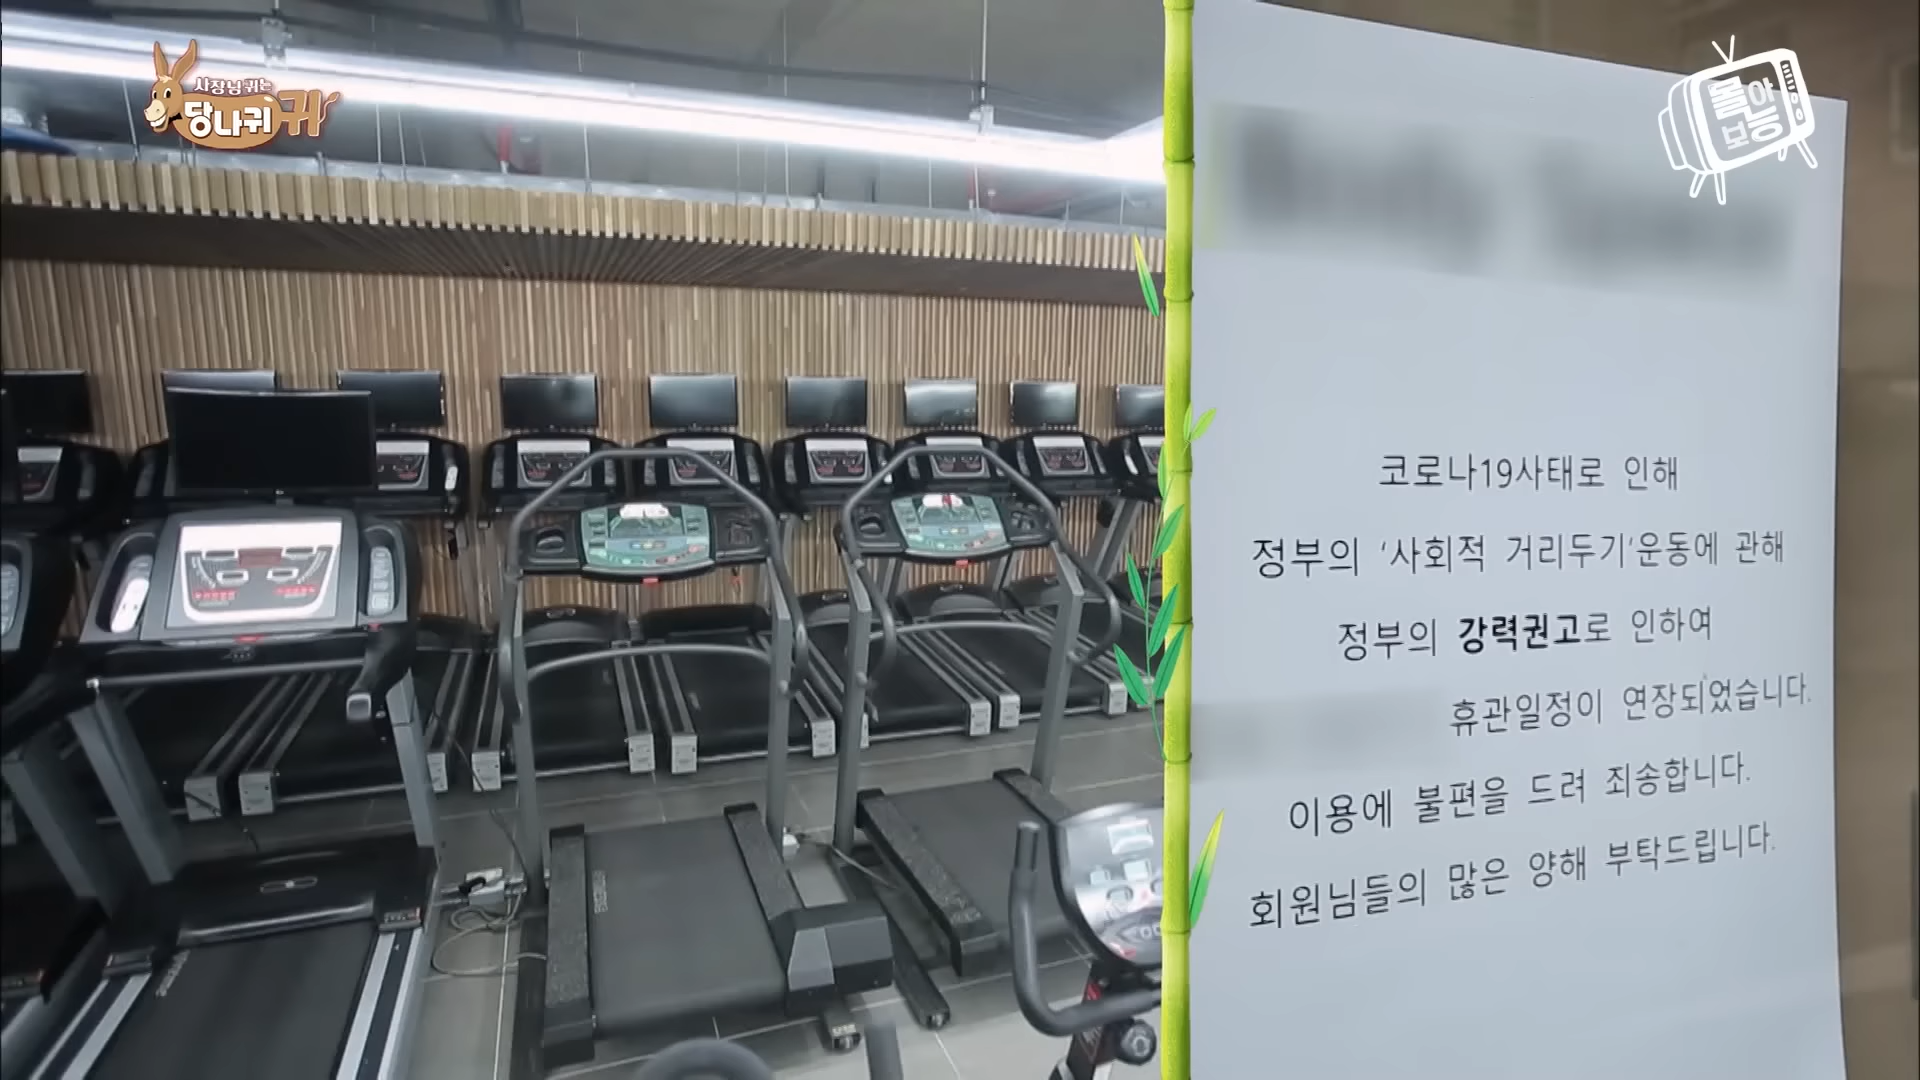 사장님 귀는
당나귀 귀
몰아
보능
코로나19사태로 인해
정부의 '사회적 거리두기'운동에 관해
정부의 강력권고로 인하여
휴관일정이 연장되었습니다.
이용에 불편을 드려 죄송합니다.
회원님들의 많은 양해 부탁드립니다.